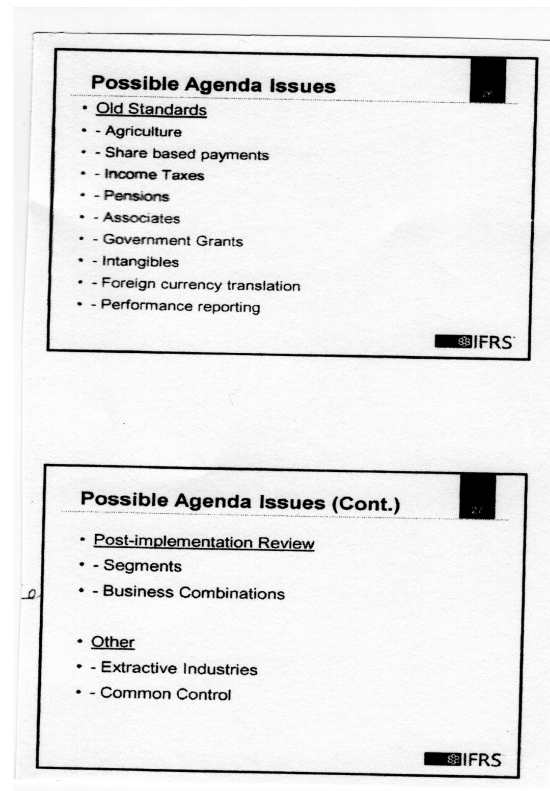 Possible Agenda Issues
26
• Old Standards
• - Agriculture
• - Share based payments
• - Income Taxes
• - Pensions
• - Associates
• - Government Grants
• - Intangibles
• - Foreign currency translation
• - Performance reporting
IFRS
Possible Agenda Issues (Cont.)
27
• Post-implementation Review
• - Segments
• - Business Combinations
• Other
• - Extractive Industries
• - Common Control
IFRS